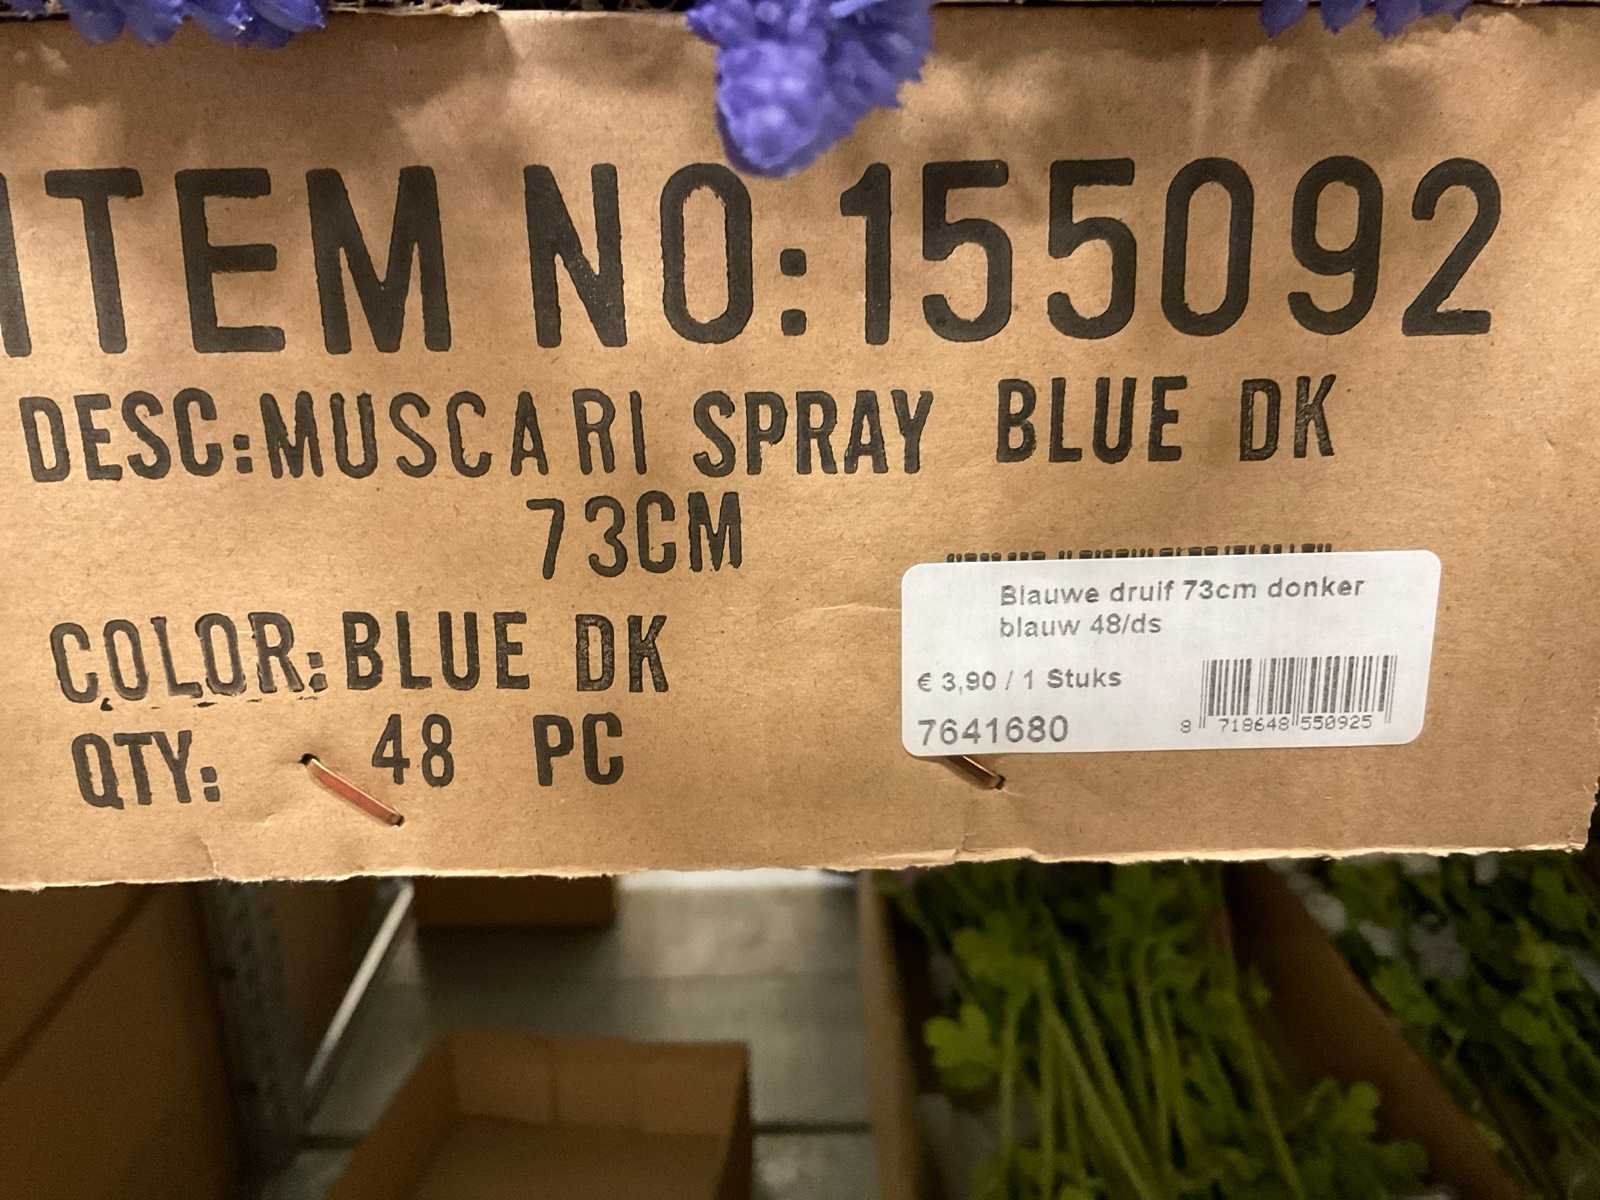 ITEM NO:155092
DESC:MUSCARI SPRAY BLUE DK
73CM
COLOR:BLUE DK
QTY: 48 PC
Blauwe druif 73cm donker
blauw 48/ds
€ 3,90 / 1 Stuks
7641680
8 718648 550925